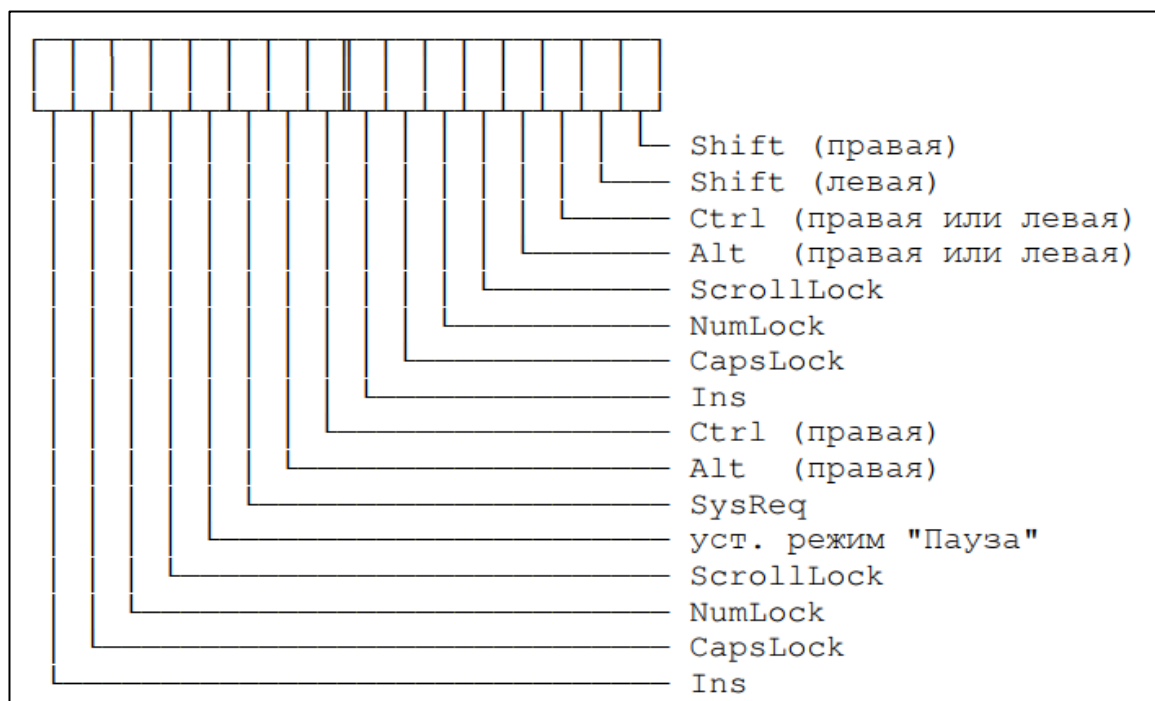 Shift (правая)
Shift (левая)
Ctrl (правая или левая)
Alt (правая или левая)
ScrollLock
NumLock
CapsLock
Ins
Ctrl (правая)
Alt (правая)
SysReq
уст. режим "Пауза"
ScrollLock
NumLock
CapsLock
Ins